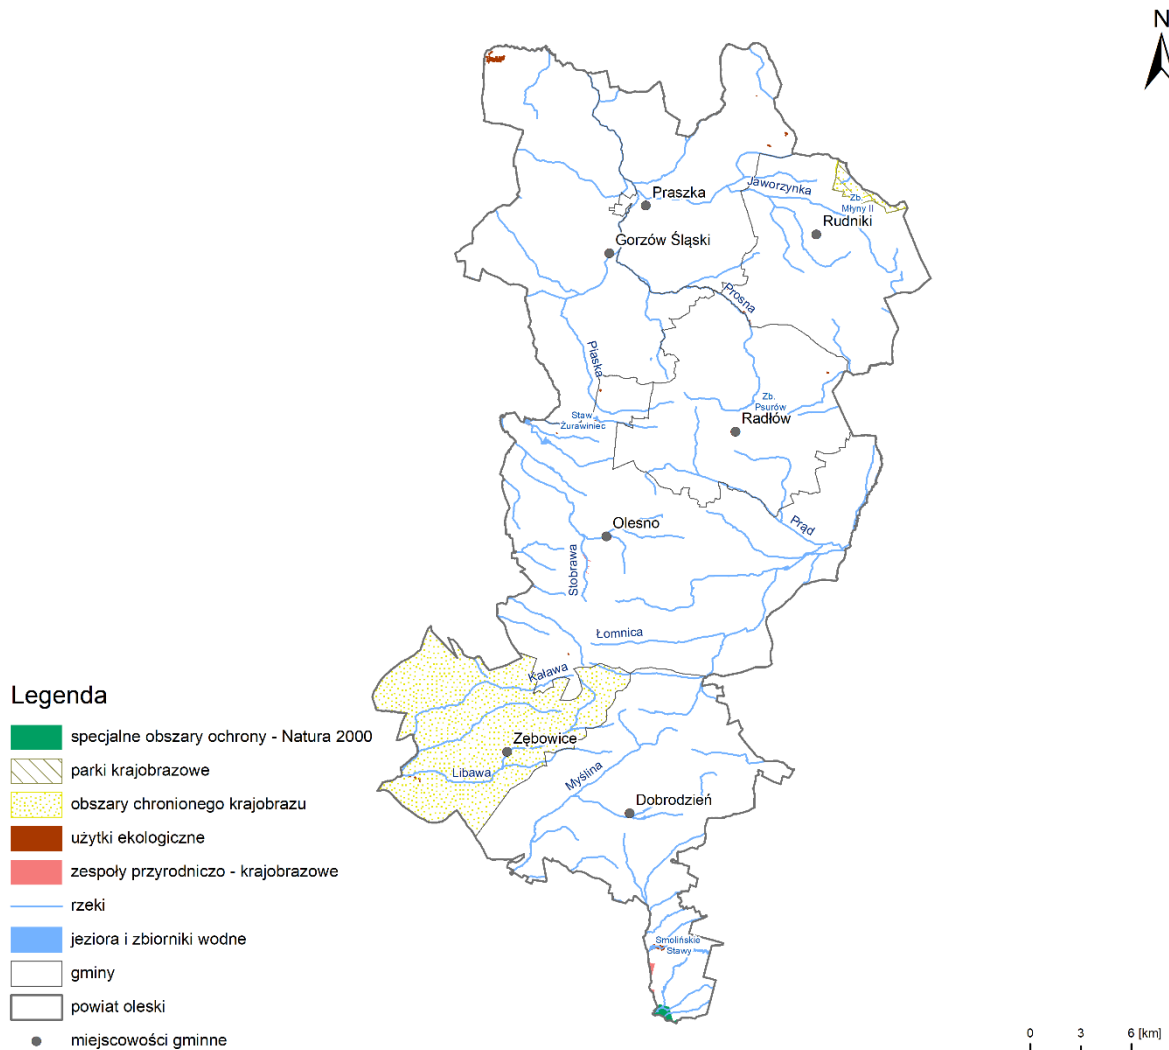 N
Praszka
Jaworzynka
Zb.
Młyny II
Rudniki
Gorzów Śląski
Prosna
Piaska
Zb.
Psurów
Staw
Żurawiniec
Radłów
Olesno
Prąd
Stobrawa
Łomnica
Kaława
Zębowice
Libawa
Myślina
Dobrodzień
Smolińskie
Stawy
Legenda
specjalne obszary ochrony - Natura 2000
parki krajobrazowe
obszary chronionego krajobrazu
użytki ekologiczne
zespoły przyrodniczo - krajobrazowe
rzeki
jeziora i zbiorniki wodne
gminy
powiat oleski
miejscowości gminne
0 3 6 [km]